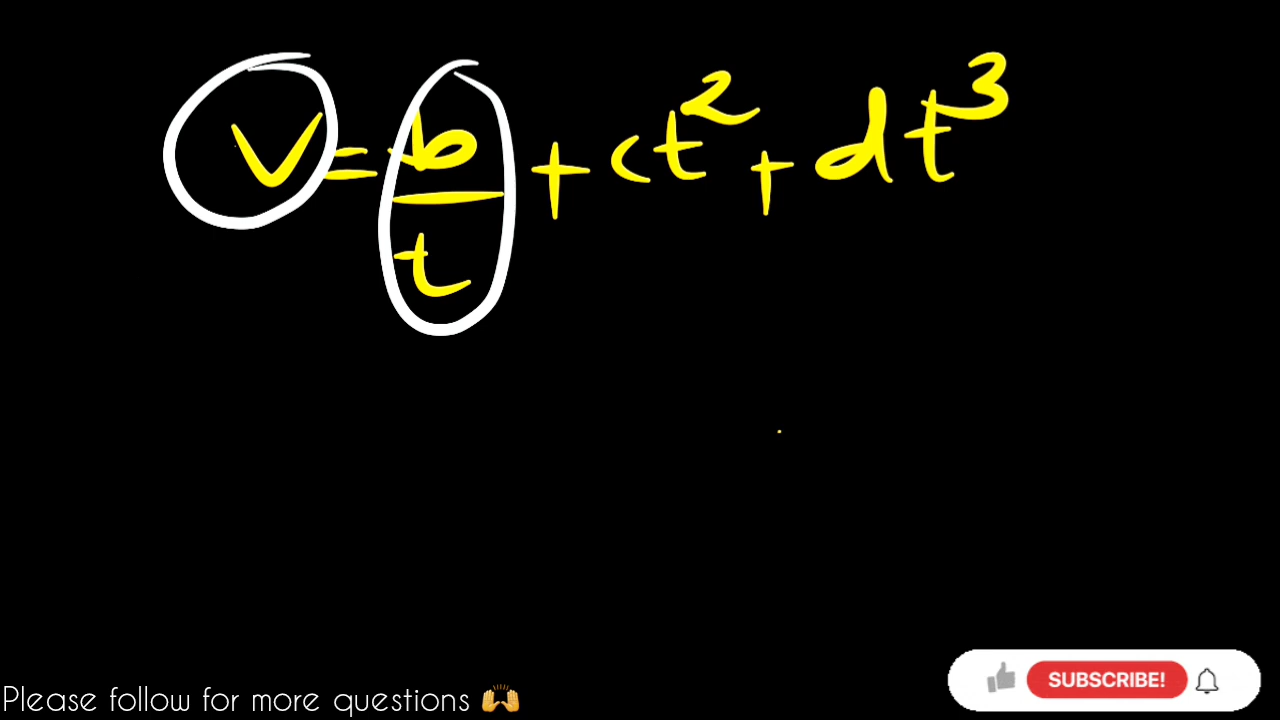 v = b/t + ct² + dt³
Please follow for more questions 🙌
SUBSCRIBE!